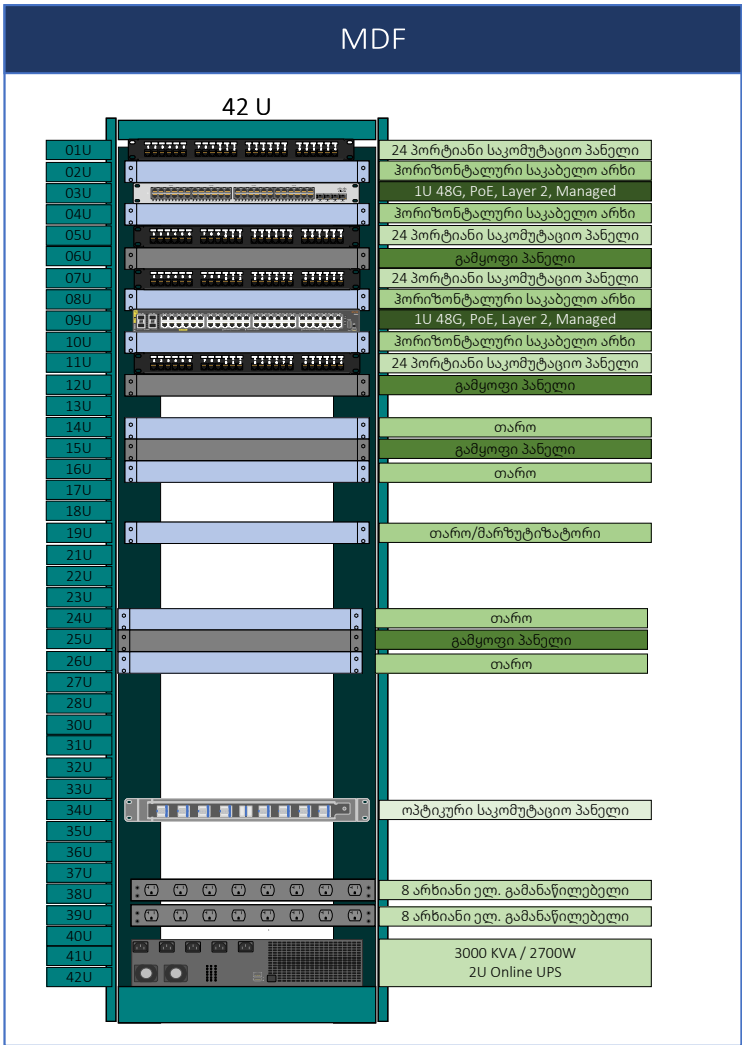 MDF
42 U
01U
24 პორტიანი საკომუტაციო პანელი
02U
ჰორიზონტალური საკაბელო არხი
03U
1U 48G, PoE, Layer 2, Managed
04U
ჰორიზონტალური საკაბელო არხი
05U
24 პორტიანი საკომუტაციო პანელი
06U
გამყოფი პანელი
07U
24 პორტიანი საკომუტაციო პანელი
08U
ჰორიზონტალური საკაბელო არხი
09U
1U 48G, PoE, Layer 2, Managed
10U
ჰორიზონტალური საკაბელო არხი
11U
24 პორტიანი საკომუტაციო პანელი
12U
გამყოფი პანელი
13U
14U
თარო
15U
გამყოფი პანელი
16U
თარო
17U
18U
19U
თარო/მარზუტიზატორი
21U
22U
23U
24U
თარო
25U
გამყოფი პანელი
26U
თარო
27U
28U
30U
31U
32U
33U
34U
ოპტიკური საკომუტაციო პანელი
35U
36U
37U
38U
8 არხიანი ელ. გამანაწილებელი
39U
8 არხიანი ელ. გამანაწილებელი
40U
41U
3000 KVA / 2700W
42U
2U Online UPS